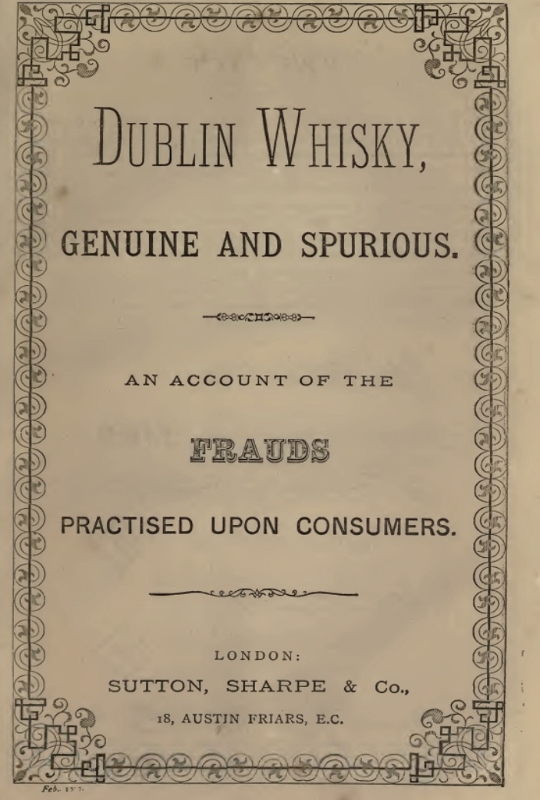 DUBLIN WHISKY,
GENUINE AND SPURIOUS.
AN ACCOUNT OF THE
FRAUDS
PRACTISED UPON CONSUMERS.
LONDON:
SUTTON, SHARPE & Co.,
18, AUSTIN FRIARS, E.C.
Feb.